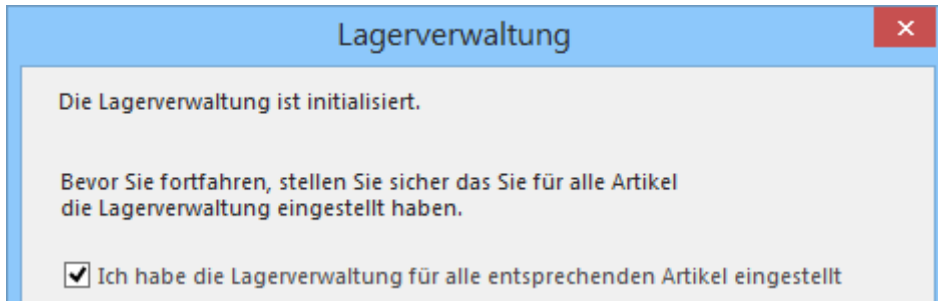 Lagerverwaltung
Die Lagerverwaltung ist initialisiert.
Bevor Sie fortfahren, stellen Sie sicher das Sie für alle Artikel
die Lagerverwaltung eingestellt haben.
Ich habe die Lagerverwaltung für alle entsprechenden Artikel eingestellt